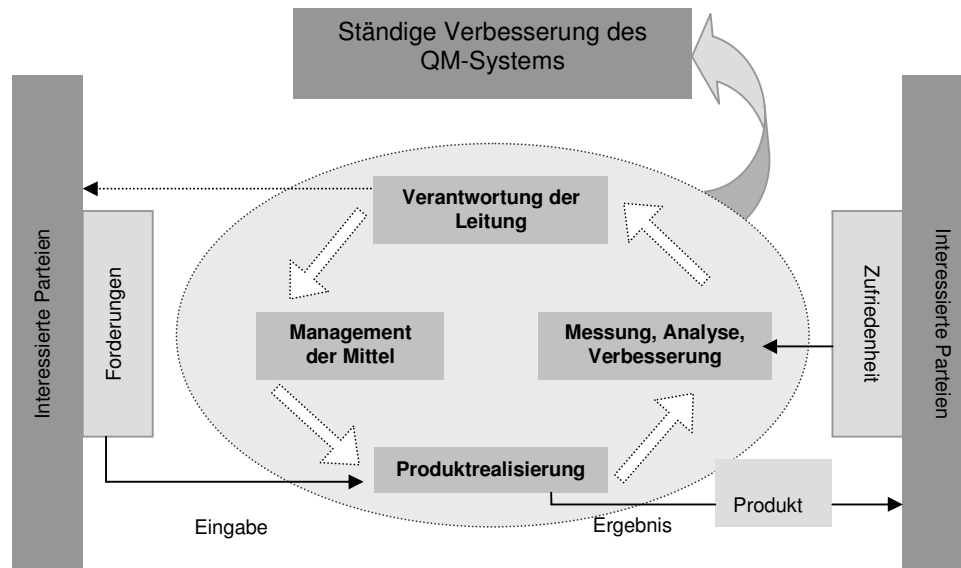 Ständige Verbesserung des
QM-Systems
Interessierte Parteien
Forderungen
Verantwortung der
Leitung
Management
der Mittel
Messung, Analyse,
Verbesserung
Zufriedenheit
Interessierte Parteien
Produktrealisierung
Eingabe
Ergebnis
Produkt